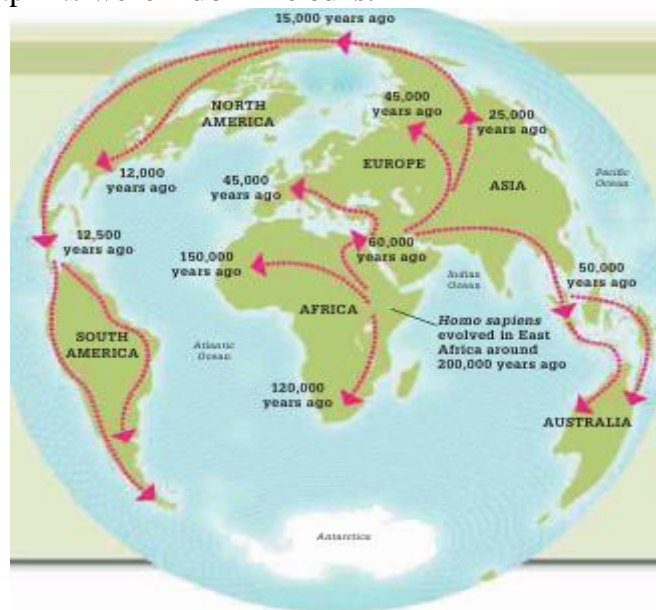 15,000 years ago
45,000
years ago
NORTH
AMERICA
25,000
years ago
EUROPE
Pacific
Ocean
12,000
years ago
45,000
years ago
ASIA
12,500
years ago
150,000
years ago
60,000
years ago
Indian
Ocean
50,000
years ago
AFRICA
Homo sapiens
evolved in East
Africa around
200,000 years ago
SOUTH
AMERICA
Atlantic
Ocean
120,000
years ago
AUSTRALIA
Antarctica